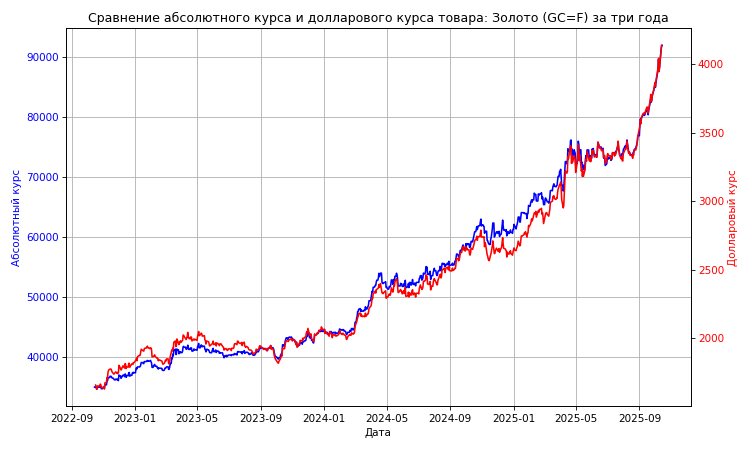 Сравнение абсолютного курса и долларового курса товара: Золото (GC=F) за три года
Абсолютный курс
90000
80000
70000
60000
50000
40000
4000
3500
3000
2500
2000
Долларовый курс
2022-09 2023-01 2023-05 2023-09 2024-01 2024-05 2024-09 2025-01 2025-05 2025-09
Дата